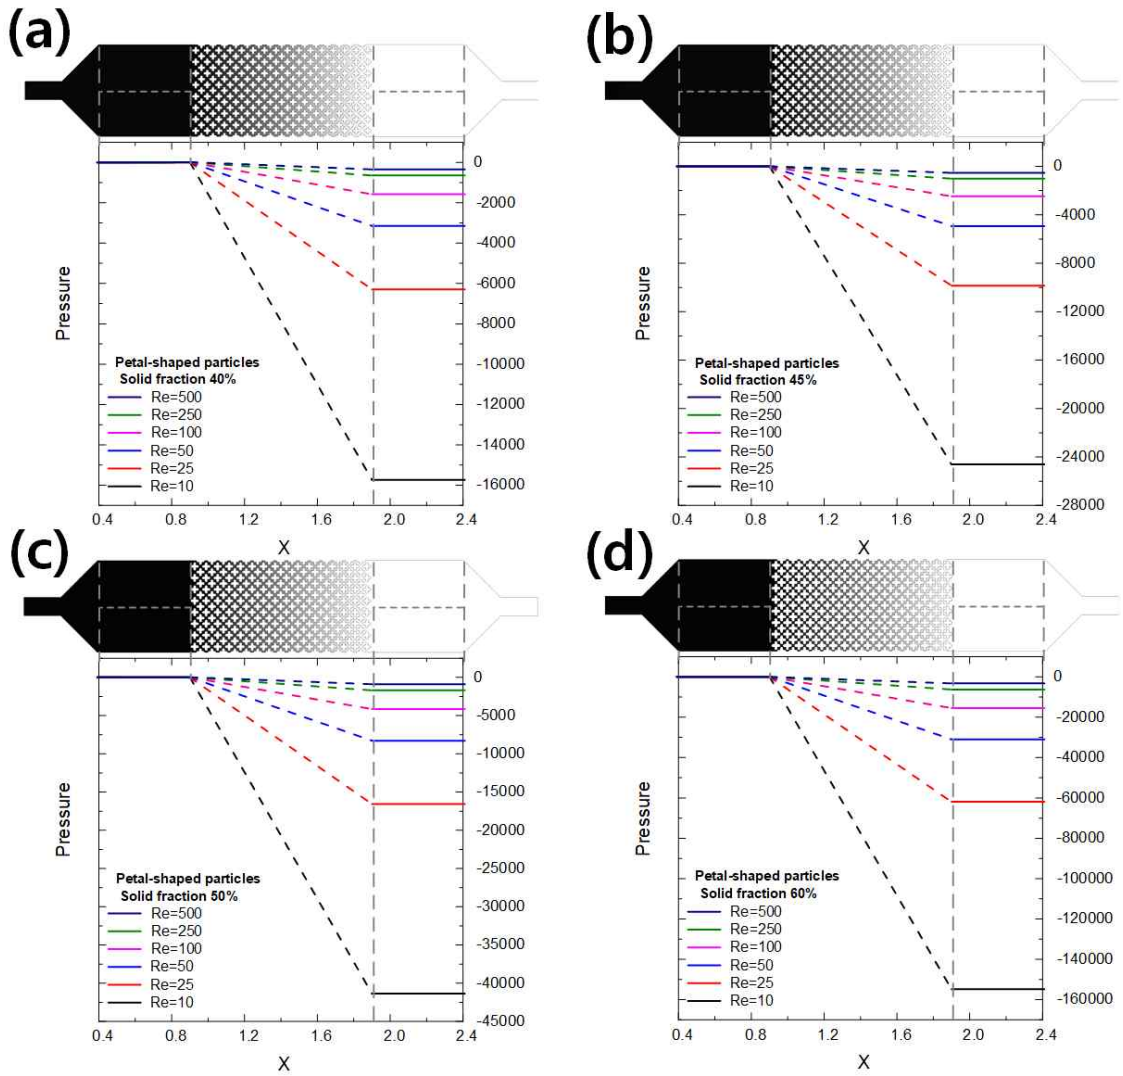 (a)
0
-2000
-4000
-6000
-8000
-10000
-12000
-14000
-16000
Pressure
Petal-shaped particles
Solid fraction 40%
Re=500
Re=250
Re=100
Re=50
Re=25
Re=10
0.4 0.8 1.2 1.6 2.0 2.4
X
(b)
0
-4000
-8000
-12000
-16000
-20000
-24000
-28000
Pressure
Petal-shaped particles
Solid fraction 45%
Re=500
Re=250
Re=100
Re=50
Re=25
Re=10
0.4 0.8 1.2 1.6 2.0 2.4
X
(c)
0
-5000
-10000
-15000
-20000
-25000
-30000
-35000
-40000
-45000
Pressure
Petal-shaped particles
Solid fraction 50%
Re=500
Re=250
Re=100
Re=50
Re=25
Re=10
0.4 0.8 1.2 1.6 2.0 2.4
X
(d)
0
-20000
-40000
-60000
-80000
-100000
-120000
-140000
-160000
Pressure
Petal-shaped particles
Solid fraction 60%
Re=500
Re=250
Re=100
Re=50
Re=25
Re=10
0.4 0.8 1.2 1.6 2.0 2.4
X